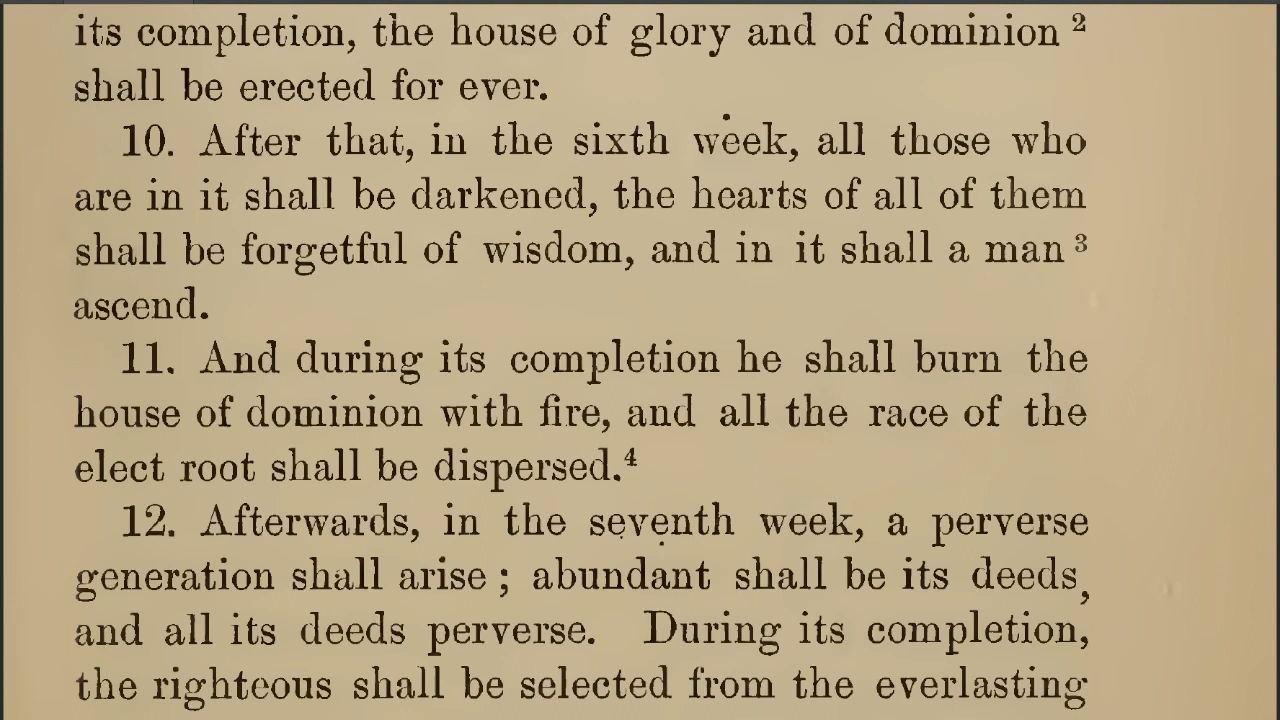 its completion, the house of glory and of dominion ²
shall be erected for ever.
10. After that, in the sixth week, all those who
are in it shall be darkened, the hearts of all of them
shall be forgetful of wisdom, and in it shall a man ³
ascend.
11. And during its completion he shall burn the
house of dominion with fire, and all the race of the
elect root shall be dispersed.⁴
12. Afterwards, in the seventh week, a perverse
generation shall arise ; abundant shall be its deeds,
and all its deeds perverse. During its completion,
the righteous shall be selected from the everlasting